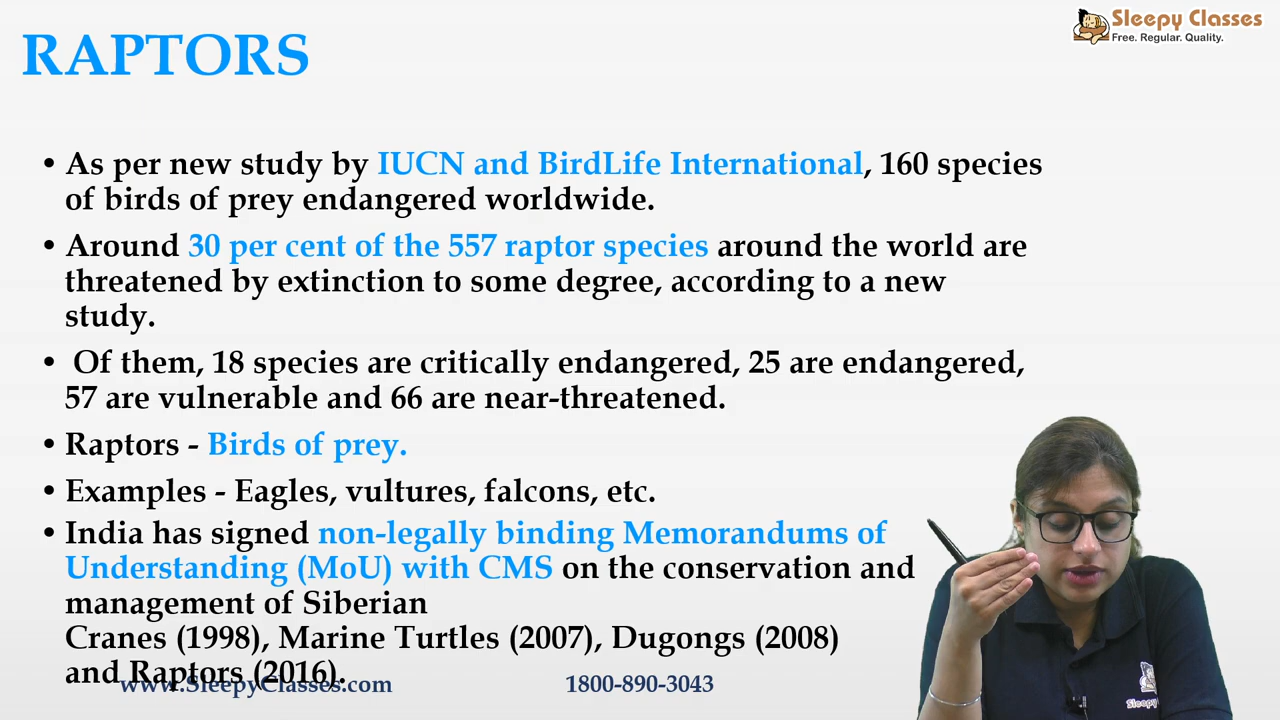 RAPTORS
Sleepy Classes
Free. Regular. Quality.
• As per new study by IUCN and BirdLife International, 160 species
of birds of prey endangered worldwide.
• Around 30 per cent of the 557 raptor species around the world are
threatened by extinction to some degree, according to a new
study.
• Of them, 18 species are critically endangered, 25 are endangered,
57 are vulnerable and 66 are near-threatened.
• Raptors - Birds of prey.
• Examples - Eagles, vultures, falcons, etc.
• India has signed non-legally binding Memorandums of
Understanding (MoU) with CMS on the conservation and
management of Siberian
Cranes (1998), Marine Turtles (2007), Dugongs (2008)
and Raptors (2016).
www.SleepyClasses.com
1800-890-3043
Sleepy